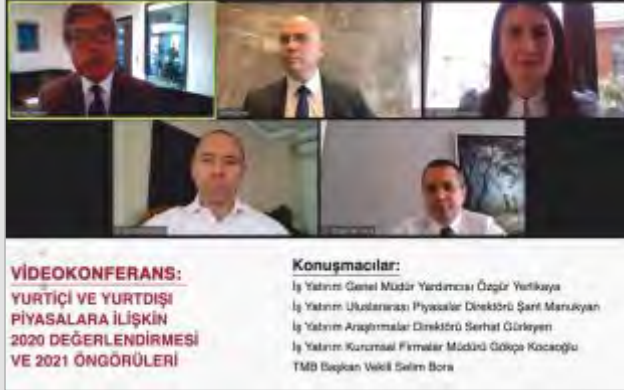 VİDEOKONFERANS:
YURTİÇİ VE YURTDIŞI
PİYASALARA İLİŞKİN
2020 DEĞERLENDİRMESİ
VE 2021 ÖNGÖRÜLERİ
Konuşmacılar:
İş Yatırım Genel Müdür Yardımcısı Özgür Yerlikaya
İş Yatırım Uluslararası Piyasalar Direktörü Şant Manukyan
İş Yatırım Araştırmalar Direktörü Serhat Gürleyen
İş Yatırım Kurumsal Firmalar Müdürü Gökçe Kocaoğlu
TMB Başkan Vekili Selim Bora